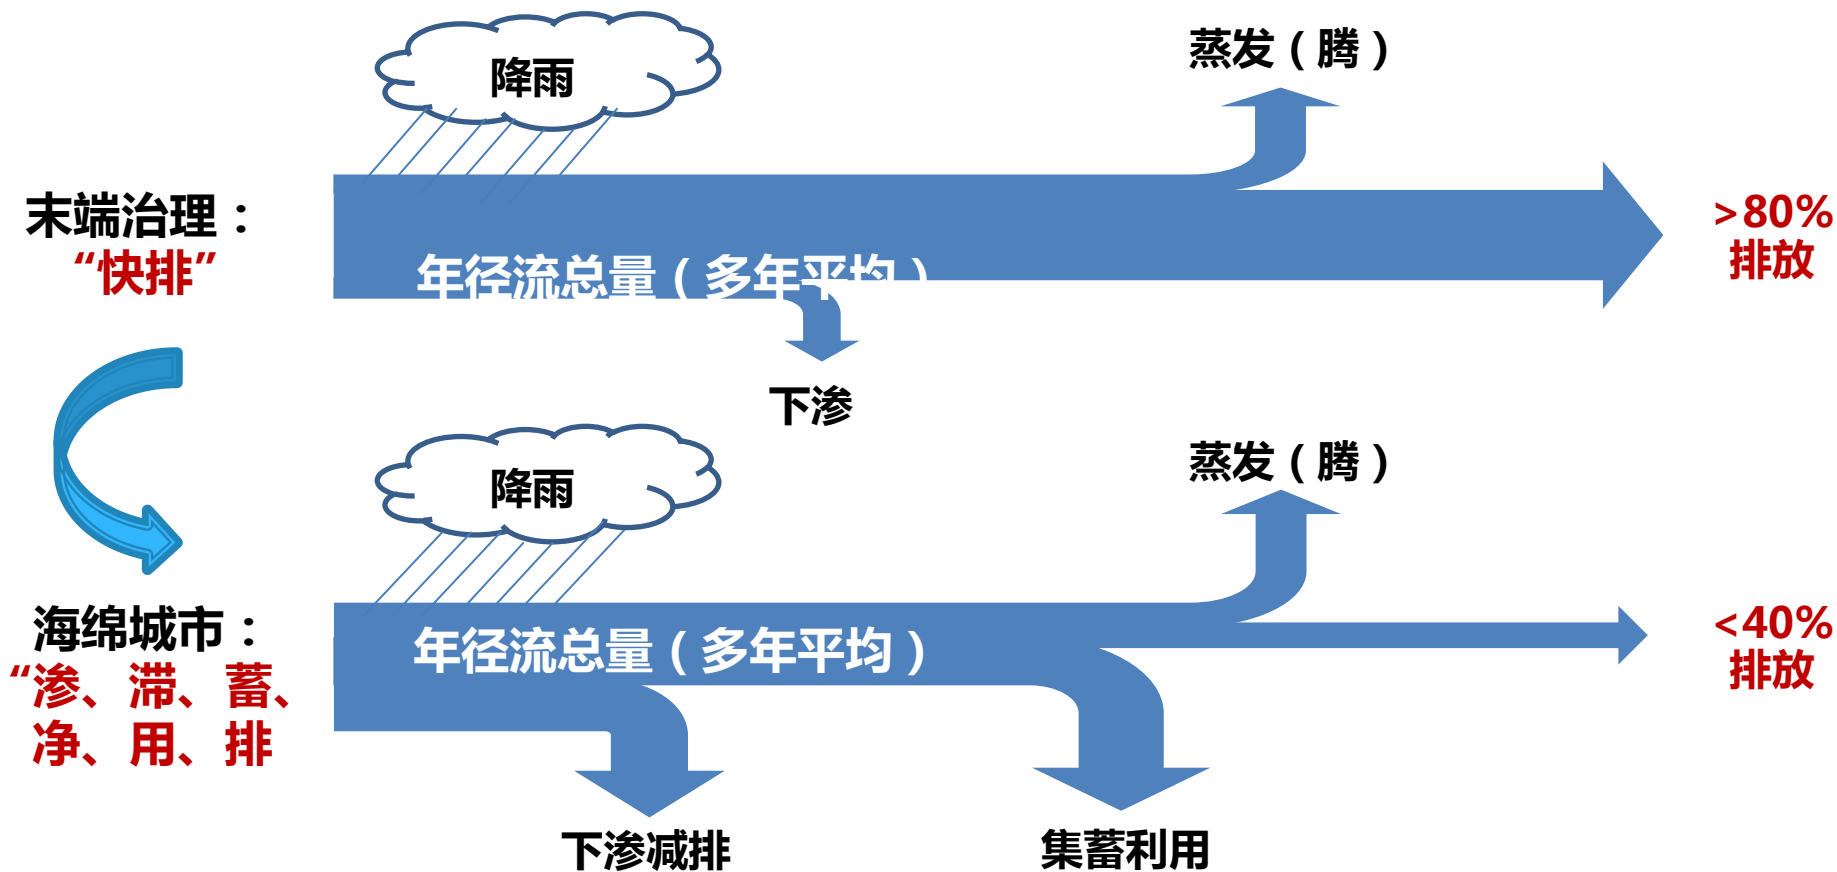 降雨
蒸发（腾）
末端治理：
“快排”
年径流总量（多年平均）
>80%
排放
下渗
降雨
蒸发（腾）
海绵城市：
“渗、滞、蓄、
净、用、排
年径流总量（多年平均）
<40%
排放
下渗减排
集蓄利用